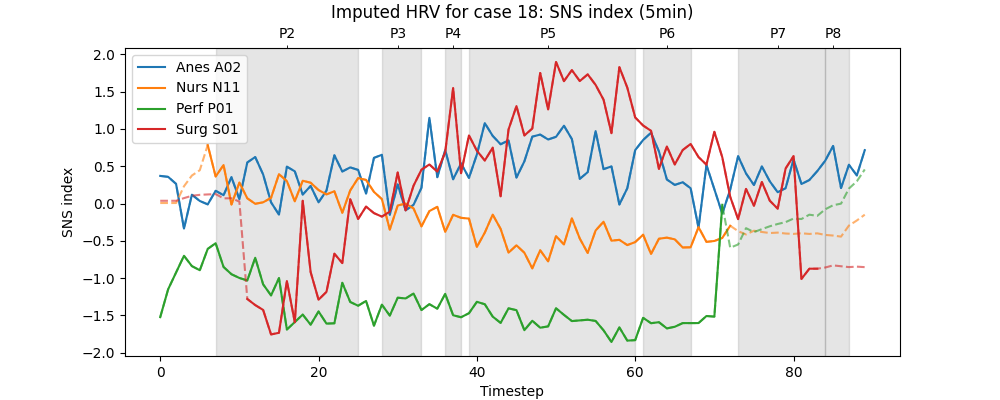 Imputed HRV for case 18: SNS index (5min)
P2 P3 P4 P5 P6 P7 P8
2.0
1.5
1.0
0.5
0.0
−0.5
−1.0
−1.5
−2.0
SNS index
Anes A02
Nurs N11
Perf P01
Surg S01
0 20 40 60 80
Timestep